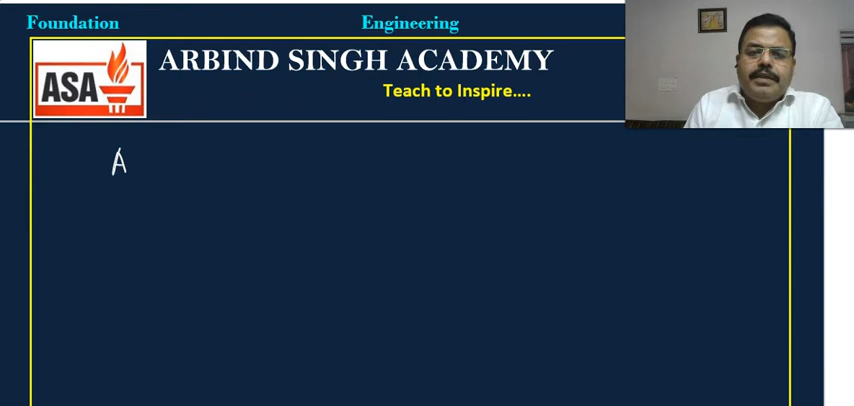 Foundation Engineering
ARBIND SINGH ACADEMY
ASA
Teach to Inspire....
A